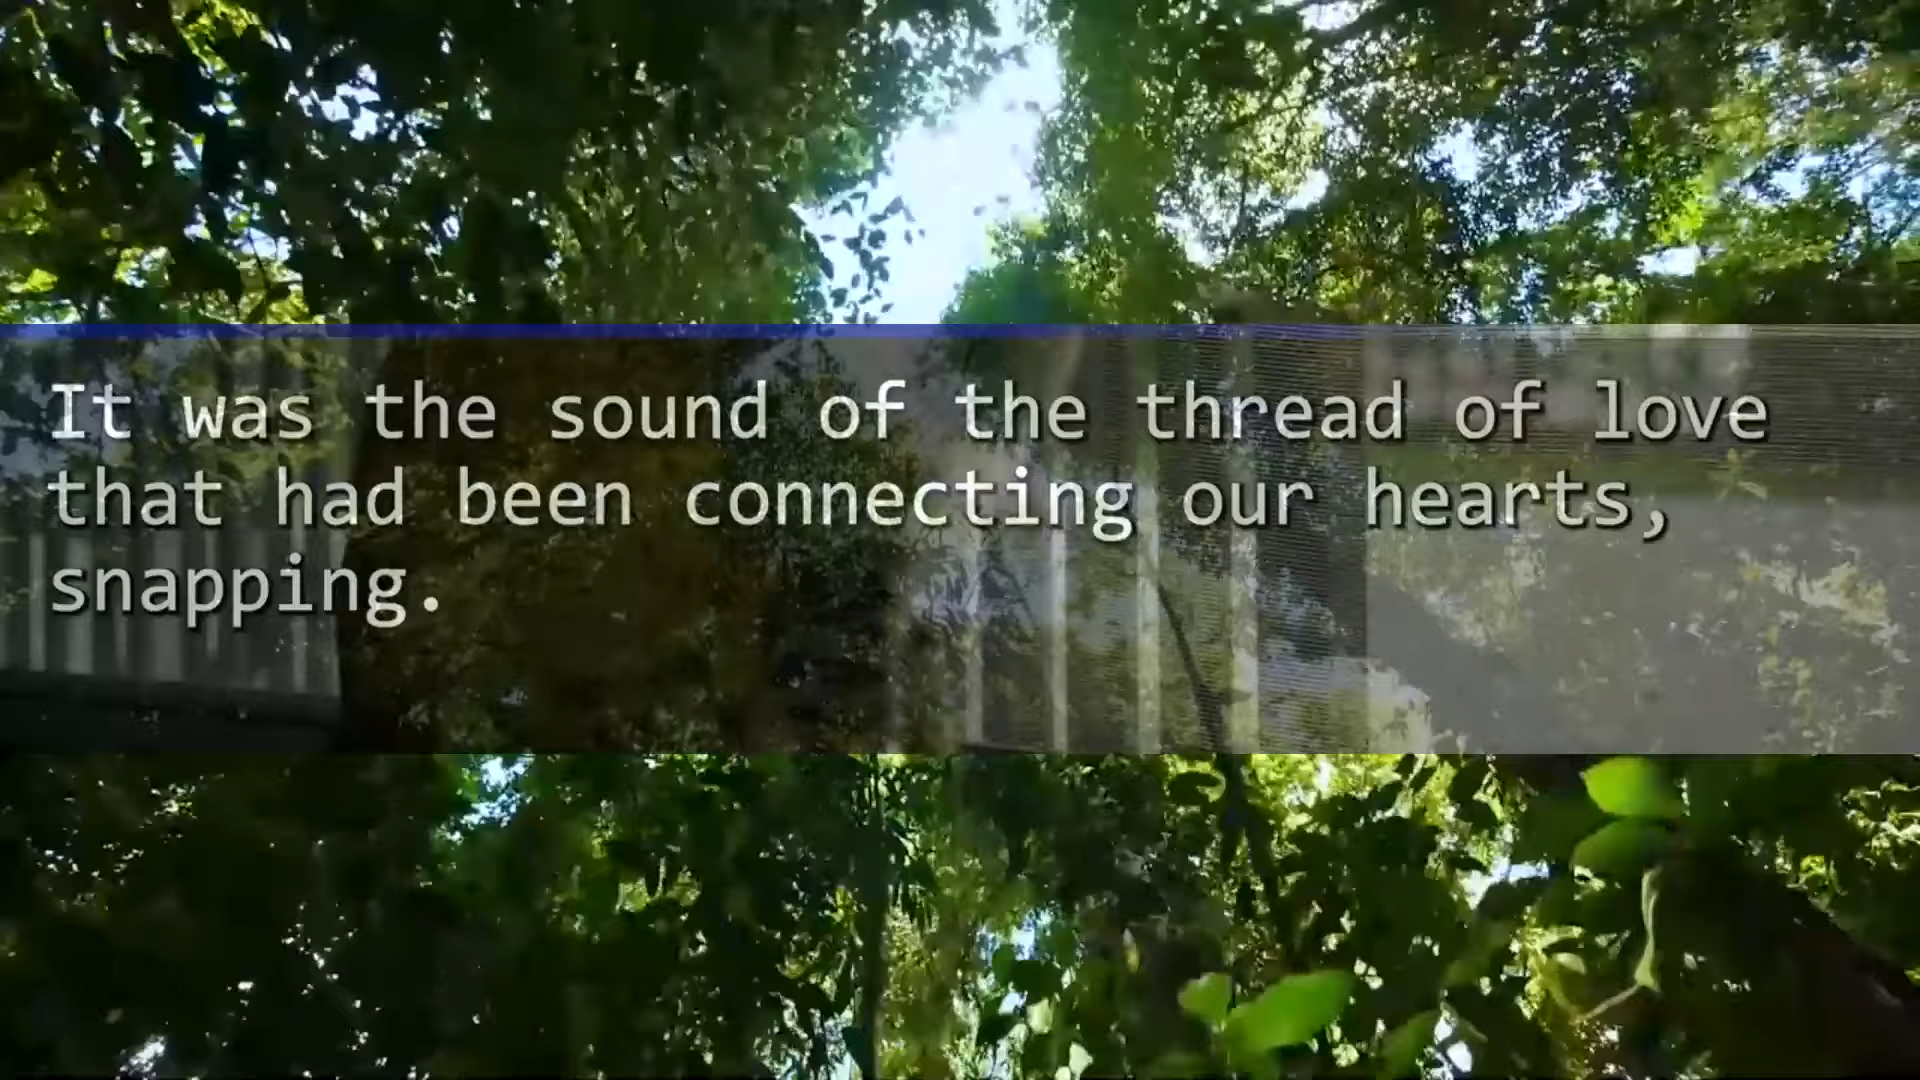 It was the sound of the thread of love
that had been connecting our hearts,
snapping.